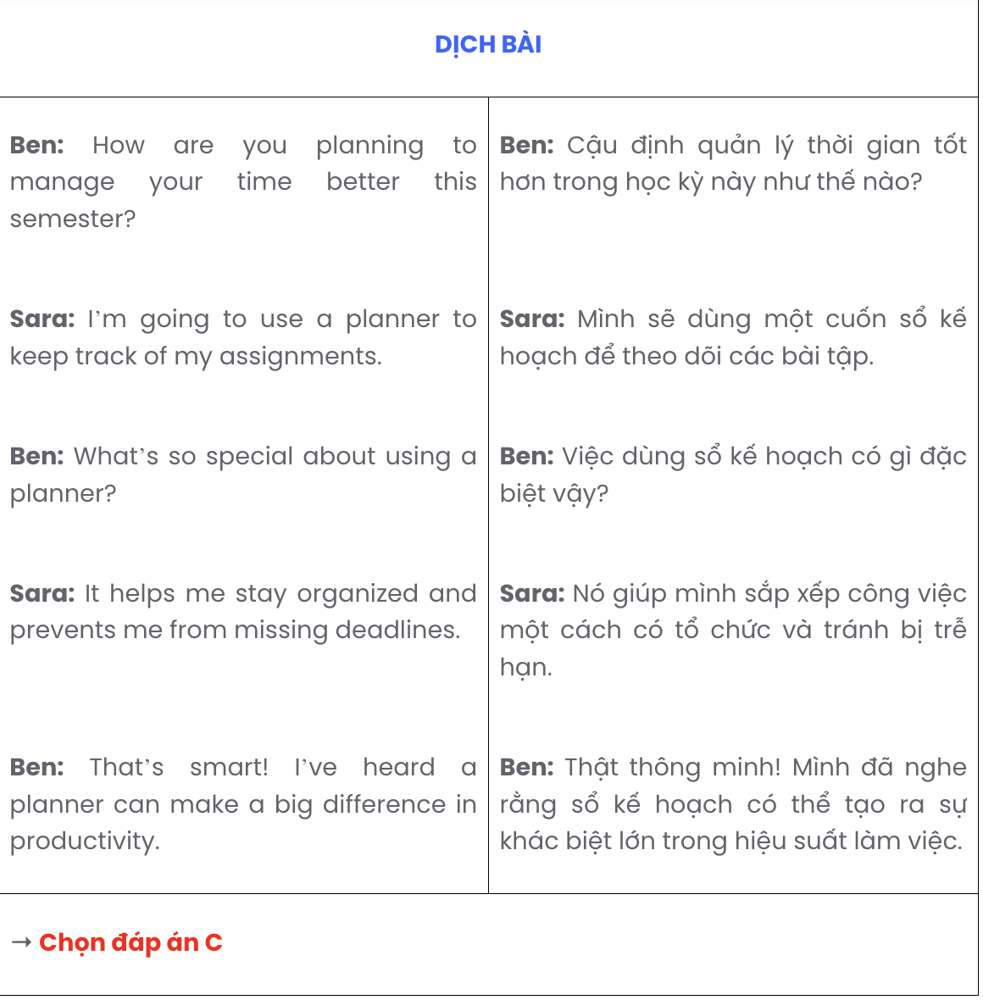 DỊCH BÀI
Ben: How are you planning to
manage your time better this
semester?
Sara: I’m going to use a planner to
keep track of my assignments.
Ben: What’s so special about using a
planner?
Sara: It helps me stay organized and
prevents me from missing deadlines.
Ben: That’s smart! I’ve heard a
planner can make a big difference in
productivity.
Ben: Cậu định quản lý thời gian tốt
hơn trong học kỳ này như thế nào?
Sara: Mình sẽ dùng một cuốn sổ kế
hoạch để theo dõi các bài tập.
Ben: Việc dùng sổ kế hoạch có gì đặc
biệt vậy?
Sara: Nó giúp mình sắp xếp công việc
một cách có tổ chức và tránh bị trễ
hạn.
Ben: Thật thông minh! Mình đã nghe
rằng sổ kế hoạch có thể tạo ra sự
khác biệt lớn trong hiệu suất làm việc.
→ Chọn đáp án C